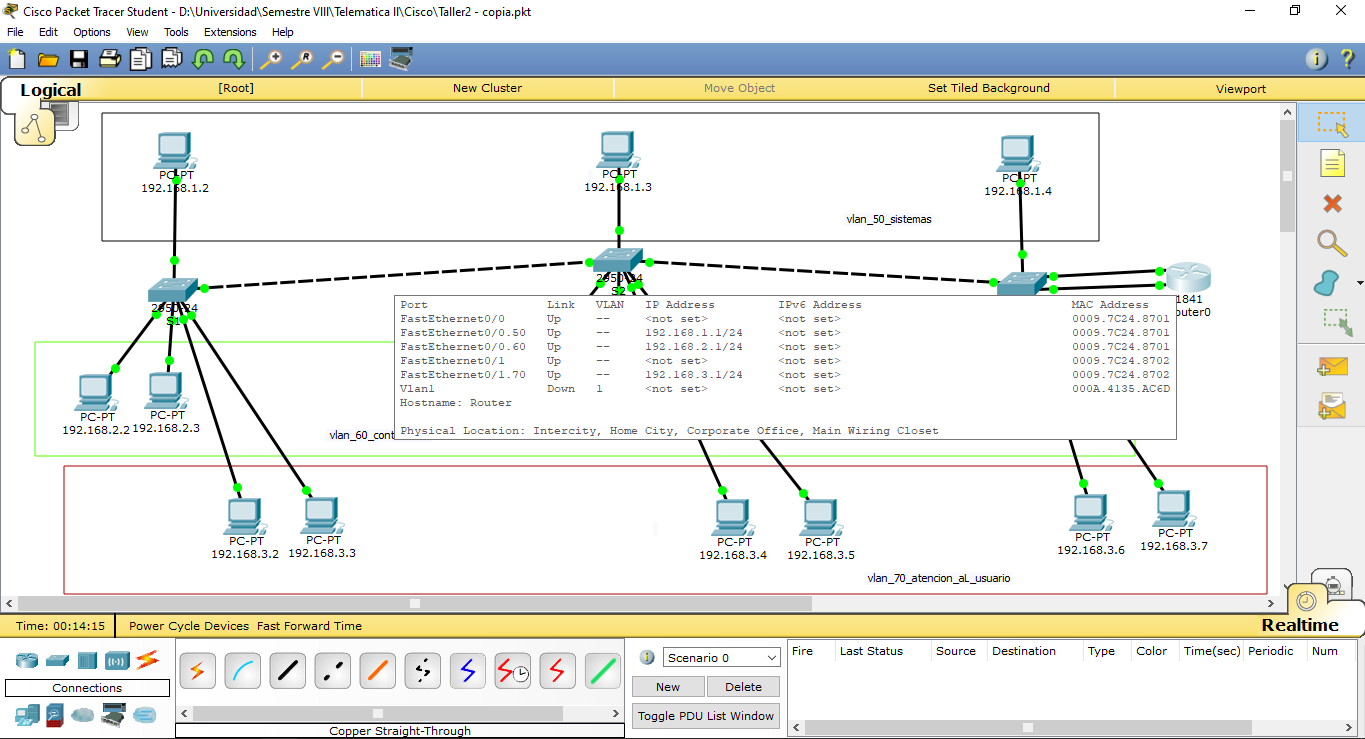 Cisco Packet Tracer Student - D:\Universidad\Semestre VIII\Telematica II\Cisco\Taller2 - copia.pkt
File Edit Options View Tools Extensions Help
Logical [Root] New Cluster Move Object Set Tiled Background Viewport
PC-PT
192.168.1.2
PC-PT
192.168.1.3
PC-PT
192.168.1.4
vlan_50_sistemas
2950-24
S1
2950-24
S2
1841
outer0
Port Link VLAN IP Address IPv6 Address MAC Address
FastEthernet0/0 Up -- <not set> <not set> 0009.7C24.8701
FastEthernet0/0.50 Up -- 192.168.1.1/24 <not set> 0009.7C24.8701
FastEthernet0/0.60 Up -- 192.168.2.1/24 <not set> 0009.7C24.8701
FastEthernet0/1 Up -- <not set> <not set> 0009.7C24.8702
FastEthernet0/1.70 Up -- 192.168.3.1/24 <not set> 0009.7C24.8702
Vlan1 Down 1 <not set> <not set> 000A.4135.AC6D
Hostname: Router
Physical Location: Intercity, Home City, Corporate Office, Main Wiring Closet
PC-PT
192.168.2.2
PC-PT
192.168.2.3
vlan_60_cont
PC-PT
192.168.3.2
PC-PT
192.168.3.3
PC-PT
192.168.3.4
PC-PT
192.168.3.5
PC-PT
192.168.3.6
PC-PT
192.168.3.7
vlan_70_atencion_aL_usuario
Time: 00:14:15 Power Cycle Devices Fast Forward Time
Realtime
Connections
Copper Straight-Through
Scenario 0
New Delete
Toggle PDU List Window
Fire Last Status Source Destination Type Color Time(sec) Periodic Num